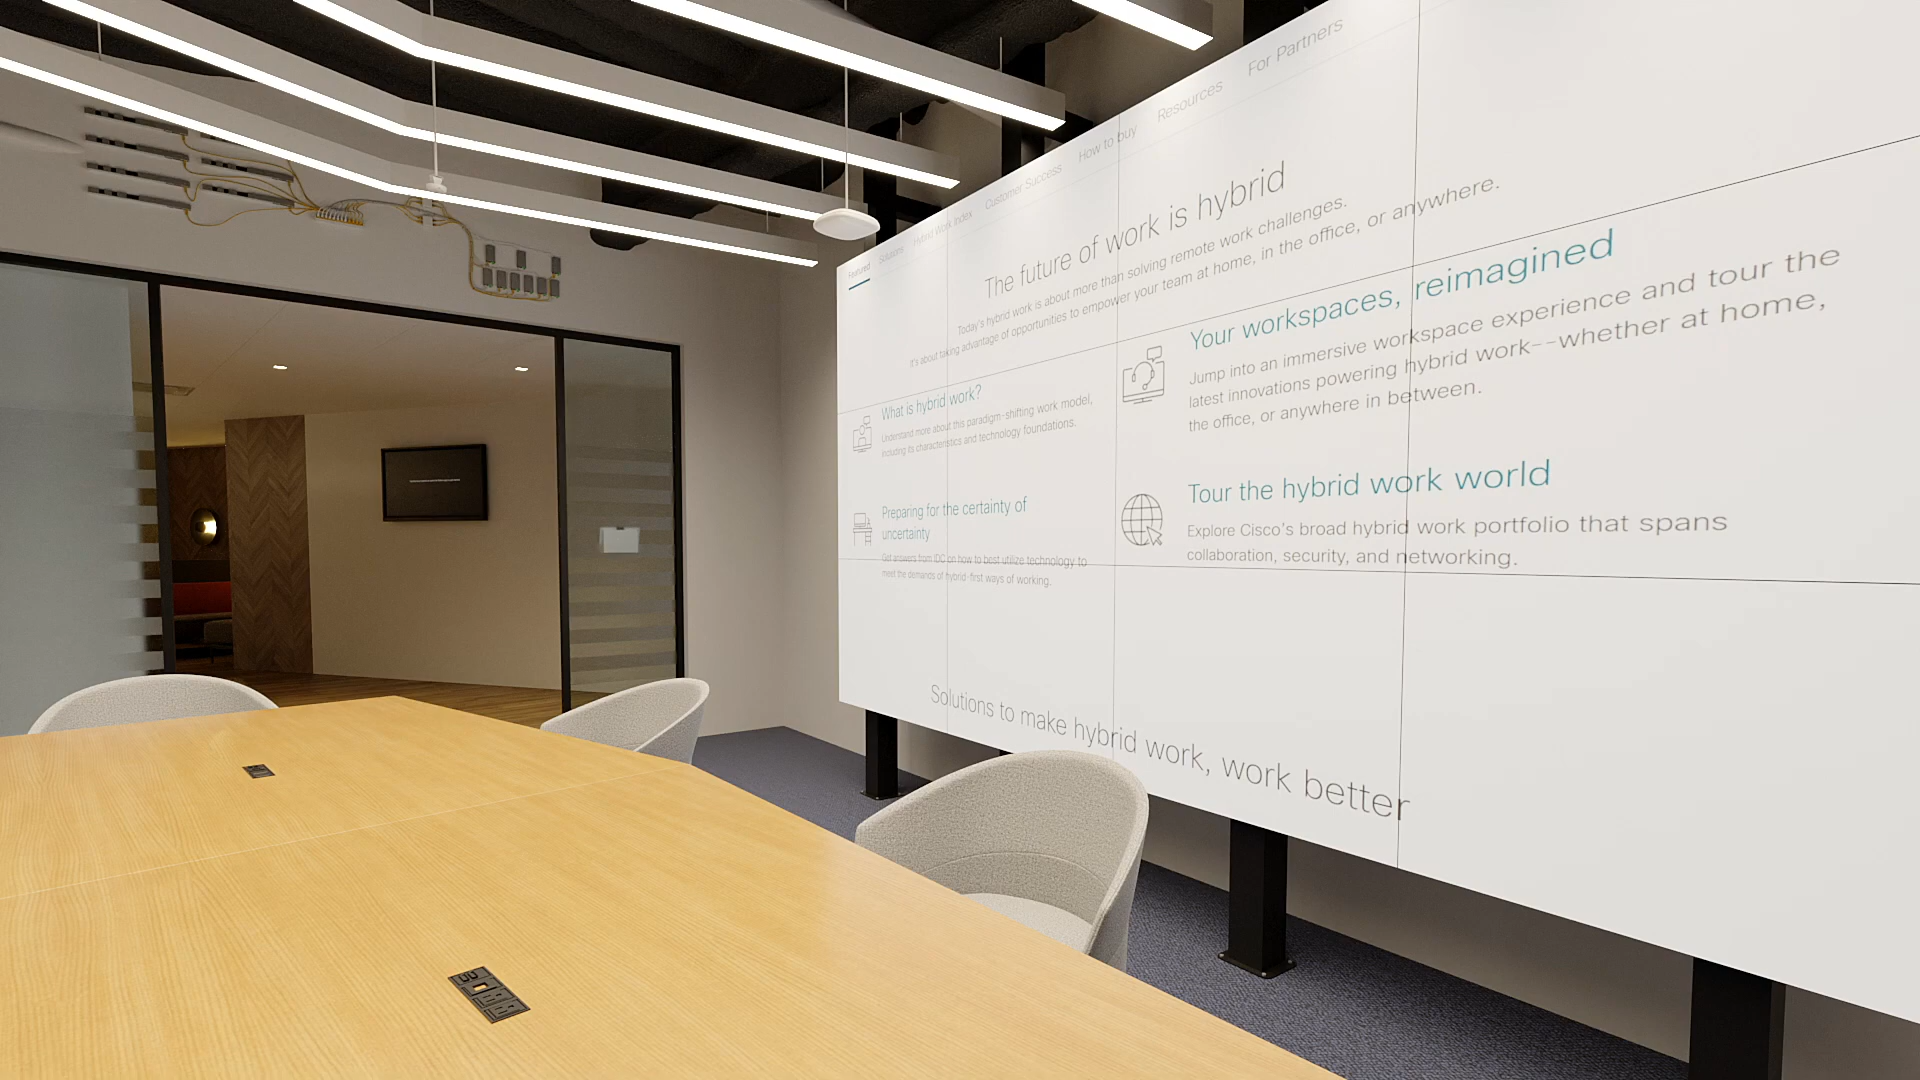 Featured
Solutions
Hybrid Work Index
Customer Success
How to buy
Resources
For Partners
The future of work is hybrid
Today's hybrid work is about more than solving remote work challenges.
It's about taking advantage of opportunities to empower your team at home, in the office, or anywhere.
What is hybrid work?
Understand more about this paradigm-shifting work model,
including its characteristics and technology foundations.
Your workspaces, reimagined
Jump into an immersive workspace experience and tour the
latest innovations powering hybrid work--whether at home,
the office, or anywhere in between.
Preparing for the certainty of
uncertainty
Get answers from IDC on how to best utilize technology to
meet the demands of hybrid-first ways of working.
Tour the hybrid work world
Explore Cisco's broad hybrid work portfolio that spans
collaboration, security, and networking.
Solutions to make hybrid work, work better